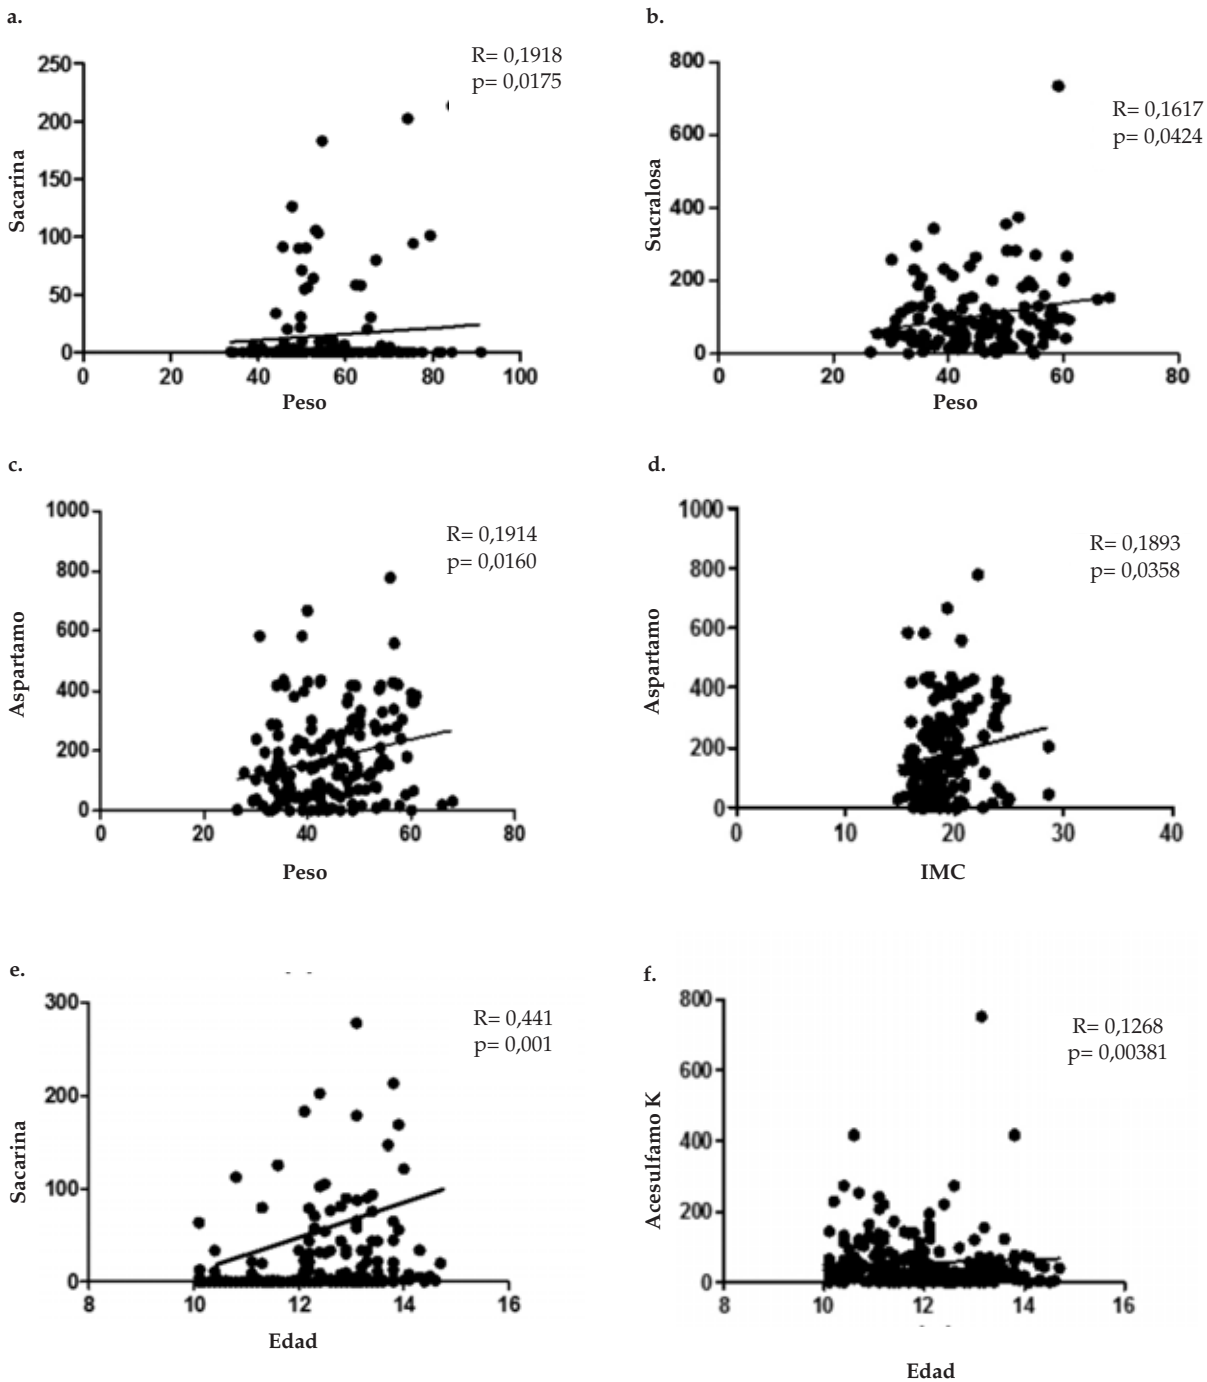 a.
R= 0,1918
p= 0,0175
Sacarina
250
200
150
100
50
0
0 20 40 60 80 100
Peso
b.
R= 0,1617
p= 0,0424
Sucralosa
800
600
400
200
0
0 20 40 60 80
Peso
c.
R= 0,1914
p= 0,0160
Aspartamo
1000
800
600
400
200
0
0 20 40 60 80
Peso
d.
R= 0,1893
p= 0,0358
Aspartamo
1000
800
600
400
200
0
0 10 20 30 40
IMC
e.
R= 0,441
p= 0,001
Sacarina
300
200
100
0
8 10 12 14 16
Edad
f.
R= 0,1268
p= 0,00381
Acesulfamo K
800
600
400
200
0
8 10 12 14 16
Edad